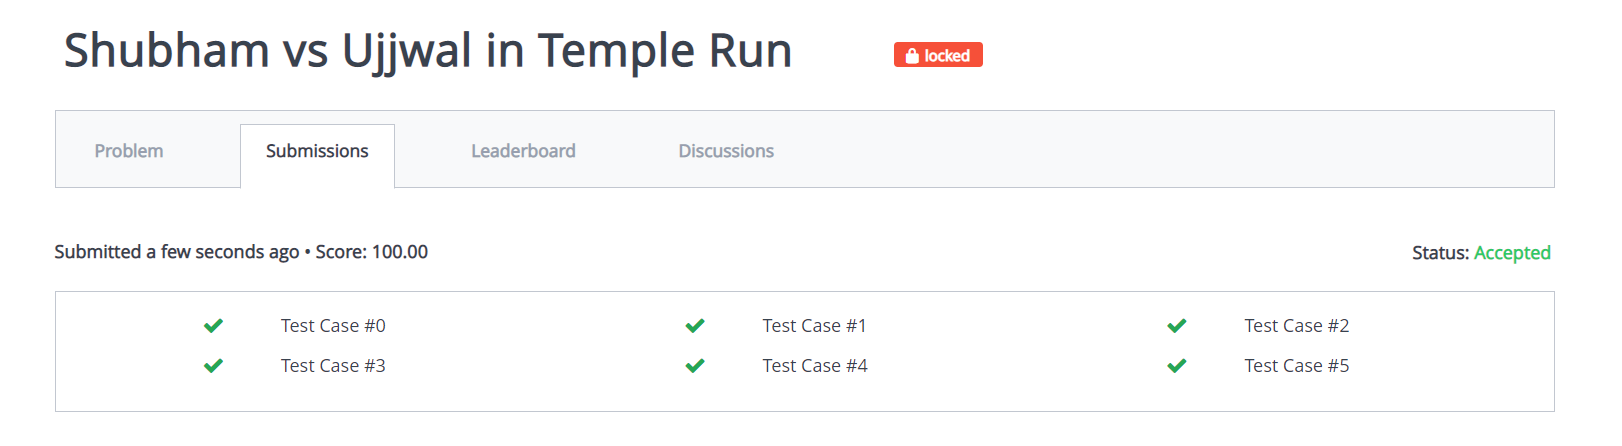 Shubham vs Ujjwal in Temple Run locked
Problem Submissions Leaderboard Discussions
Submitted a few seconds ago • Score: 100.00 Status: Accepted
Test Case #0 Test Case #1 Test Case #2
Test Case #3 Test Case #4 Test Case #5